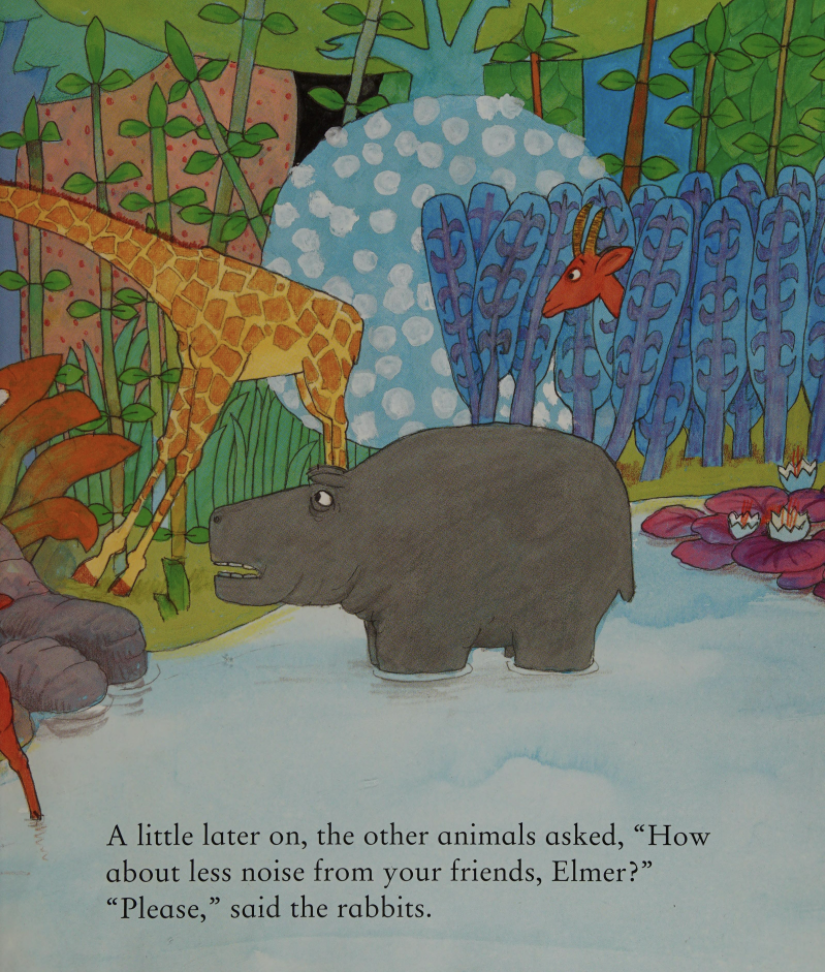 A little later on, the other animals asked, “How
about less noise from your friends, Elmer?”
“Please,” said the rabbits.